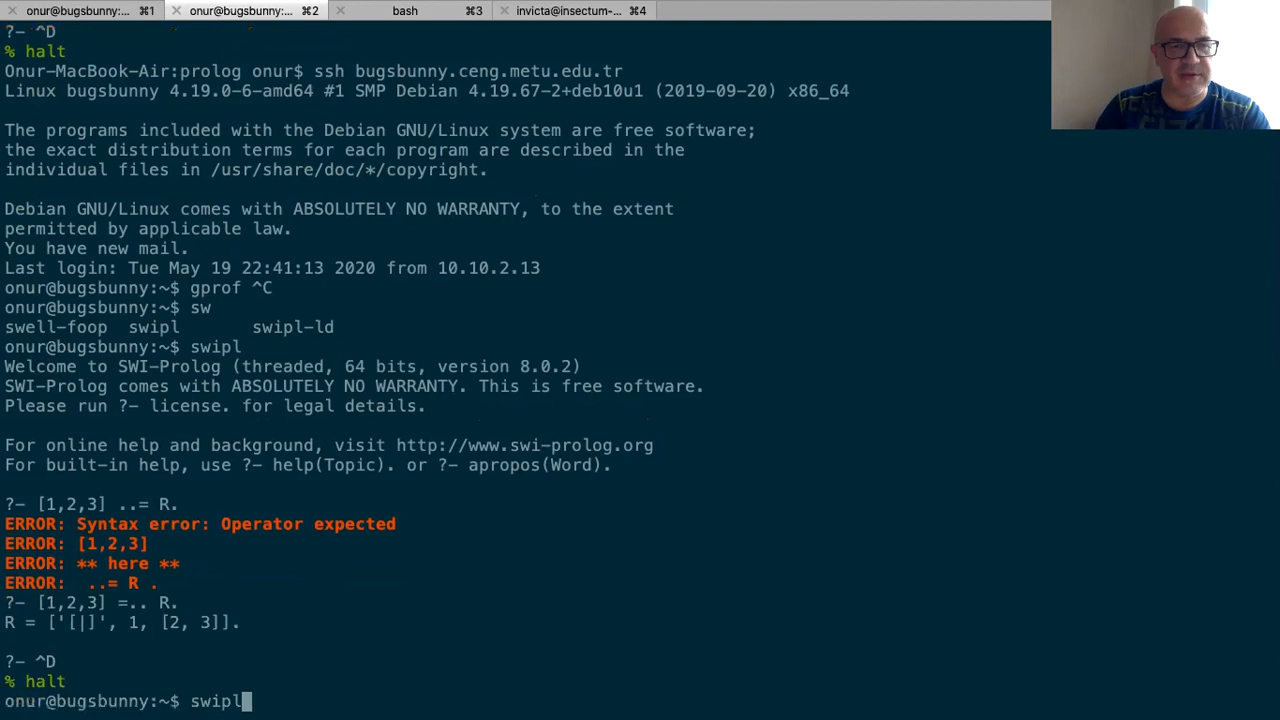 onur@bugsbunny:... ⌘1 onur@bugsbunny:... ⌘2 bash ⌘3 invicta@insectum-... ⌘4
?- ^D
% halt
Onur-MacBook-Air:prolog onur$ ssh bugsbunny.ceng.metu.edu.tr
Linux bugsbunny 4.19.0-6-amd64 #1 SMP Debian 4.19.67-2+deb10u1 (2019-09-20) x86_64
The programs included with the Debian GNU/Linux system are free software;
the exact distribution terms for each program are described in the
individual files in /usr/share/doc/*/copyright.
Debian GNU/Linux comes with ABSOLUTELY NO WARRANTY, to the extent
permitted by applicable law.
You have new mail.
Last login: Tue May 19 22:41:13 2020 from 10.10.2.13
onur@bugsbunny:~$ gprof ^C
onur@bugsbunny:~$ sw
swell-foop swipl swipl-ld
onur@bugsbunny:~$ swipl
Welcome to SWI-Prolog (threaded, 64 bits, version 8.0.2)
SWI-Prolog comes with ABSOLUTELY NO WARRANTY. This is free software.
Please run ?- license. for legal details.
For online help and background, visit http://www.swi-prolog.org
For built-in help, use ?- help(Topic). or ?- apropos(Word).
?- [1,2,3] ..= R.
ERROR: Syntax error: Operator expected
ERROR: [1,2,3]
ERROR: ** here **
ERROR:  ..= R .
?- [1,2,3] =.. R.
R = ['[|]', 1, [2, 3]].
?- ^D
% halt
onur@bugsbunny:~$ swipl